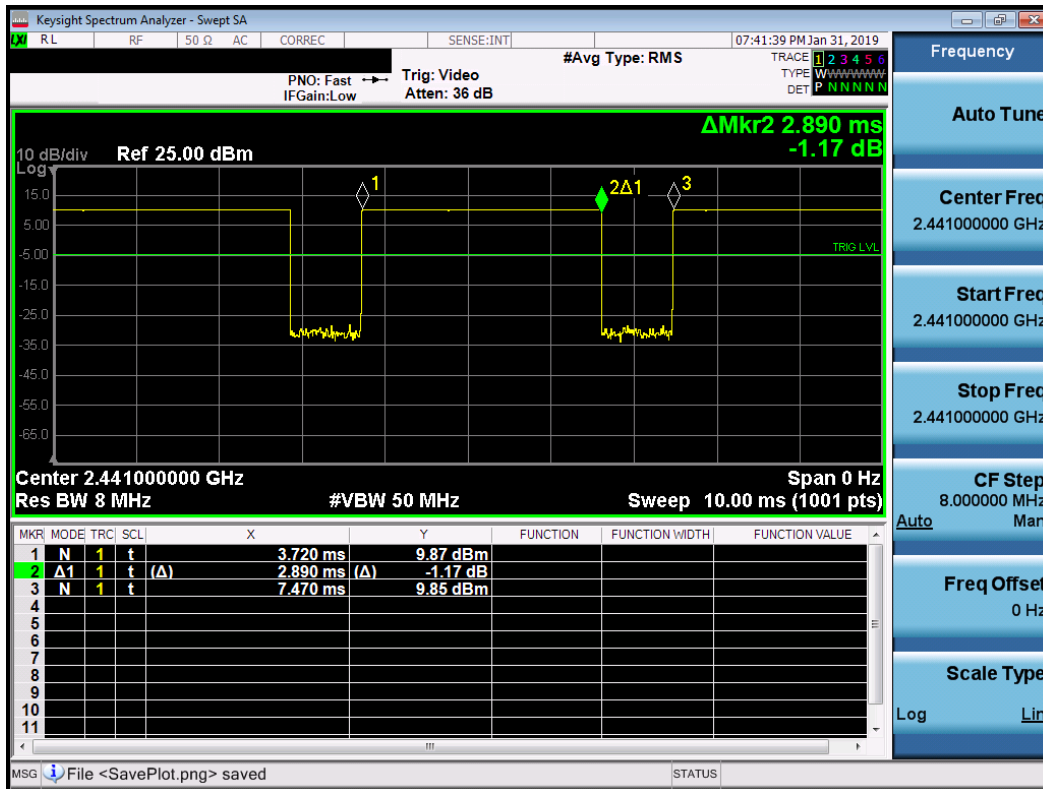 Keysight Spectrum Analyzer - Swept SA
LXI RL RF 50 Ω AC CORREC SENSE:INT 07:41:39 PM Jan 31, 2019
#Avg Type: RMS TRACE 1 2 3 4 5 6
PNO: Fast Trig: Video TYPE WWWWWW
IFGain:Low Atten: 36 dB DET P N N N N N
ΔMkr2 2.890 ms
-1.17 dB
10 dB/div Ref 25.00 dBm
Log
15.0
5.00
-5.00
-15.0
-25.0
-35.0
-45.0
-55.0
-65.0
1
2Δ1
3
TRIG LVL
Center 2.441000000 GHz Span 0 Hz
Res BW 8 MHz #VBW 50 MHz Sweep 10.00 ms (1001 pts)
MKR MODE TRC SCL X Y FUNCTION FUNCTION WIDTH FUNCTION VALUE
1 N 1 t 3.720 ms 9.87 dBm
2 Δ1 1 t (Δ) 2.890 ms (Δ) -1.17 dB
3 N 1 t 7.470 ms 9.85 dBm
4
5
6
7
8
9
10
11
MSG File <SavePlot.png> saved STATUS
Frequency
Auto Tune
Center Freq
2.441000000 GHz
Start Freq
2.441000000 GHz
Stop Freq
2.441000000 GHz
CF Step
8.000000 MHz
Auto Man
Freq Offset
0 Hz
Scale Type
Log Lin